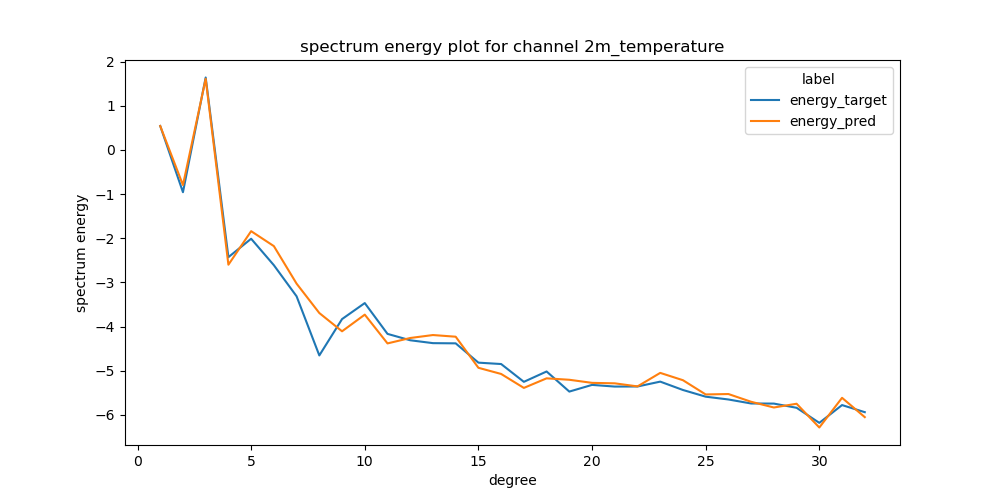 spectrum energy plot for channel 2m_temperature
label
energy_target
energy_pred
spectrum energy
2
1
0
−1
−2
−3
−4
−5
−6
0
5
10
15
20
25
30
degree